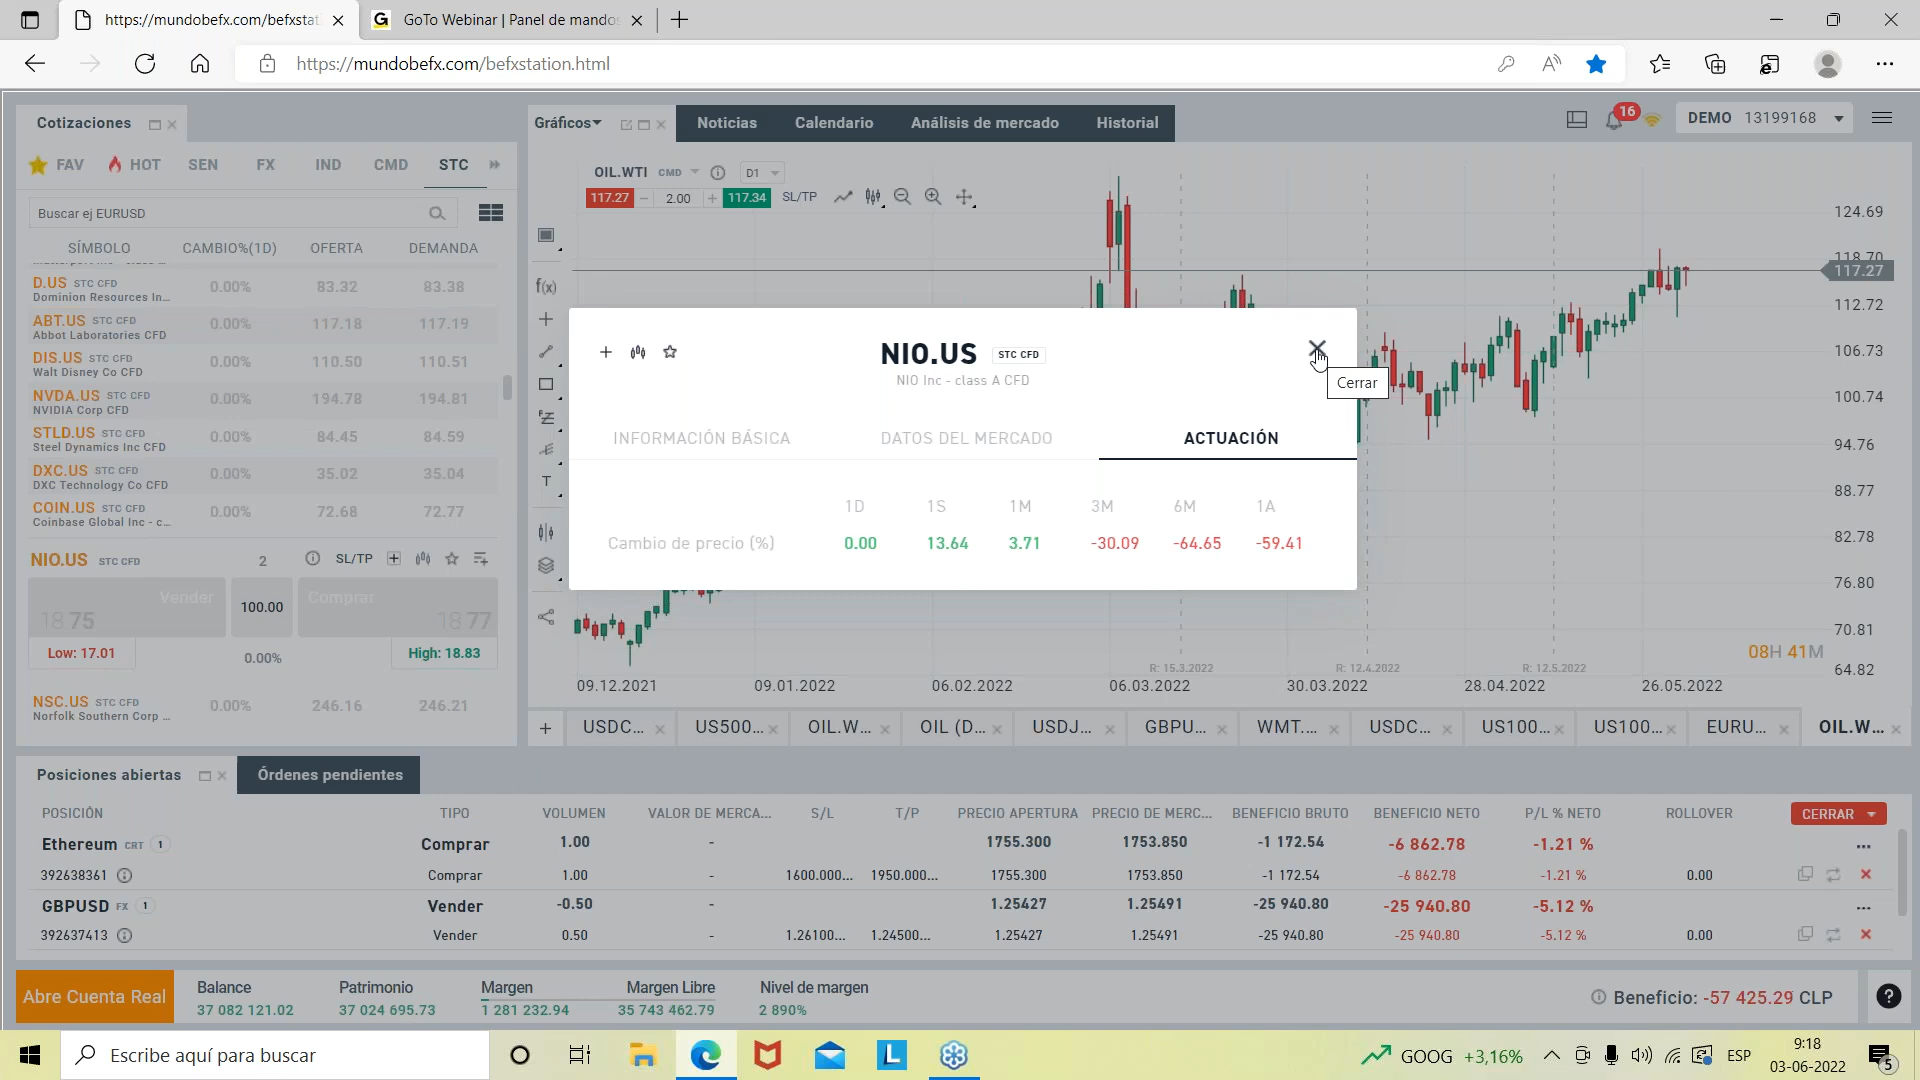 https://mundobefx.com/befxstat
GoTo Webinar | Panel de mandos
https://mundobefx.com/befxstation.html
Cotizaciones
Gráficos
Noticias
Calendario
Análisis de mercado
Historial
16
DEMO 13199168
FAV HOT SEN FX IND CMD STC
Buscar ej EURUSD
SÍMBOLO CAMBIO%(1D) OFERTA DEMANDA
D.US STC CFD 0.00% 83.32 83.38
Dominion Resources In...
ABT.US STC CFD 0.00% 117.18 117.19
Abbot Laboratories CFD
DIS.US STC CFD 0.00% 110.50 110.51
Walt Disney Co CFD
NVDA.US STC CFD 0.00% 194.78 194.81
NVIDIA Corp CFD
STLD.US STC CFD 0.00% 84.45 84.59
Steel Dynamics Inc CFD
DXC.US STC CFD 0.00% 35.02 35.04
DXC Technology Co CFD
COIN.US STC CFD 0.00% 72.68 72.77
Coinbase Global Inc - c...
NIO.US STC CFD 2 SL/TP
Vender 100.00 Comprar
18 75 18 77
Low: 17.01 0.00% High: 18.83
NSC.US STC CFD 0.00% 246.16 246.21
Norfolk Southern Corp ...
OIL.WTI CMD D1
117.27 2.00 117.34 SL/TP
f(x)
T
124.69
118.70
117.27
112.72
106.73
100.74
94.76
88.77
82.78
76.80
70.81
64.82
08H 41M
R: 15.3.2022 R: 12.4.2022 R: 12.5.2022
09.12.2021 09.01.2022 06.02.2022 06.03.2022 30.03.2022 28.04.2022 26.05.2022
NIO.US STC CFD
NIO Inc - class A CFD
Cerrar
INFORMACIÓN BÁSICA DATOS DEL MERCADO ACTUACIÓN
1D 1S 1M 3M 6M 1A
Cambio de precio (%) 0.00 13.64 3.71 -30.09 -64.65 -59.41
USDC... US500... OIL.W... OIL (D... USDJ... GBPU... WMT.... USDC... US100... US100... EURU... OIL.W...
Posiciones abiertas
Órdenes pendientes
POSICIÓN TIPO VOLUMEN VALOR DE MERCA... S/L T/P PRECIO APERTURA PRECIO DE MERC... BENEFICIO BRUTO BENEFICIO NETO P/L % NETO ROLLOVER CERRAR
Ethereum CRT 1 Comprar 1.00 - 1755.300 1753.850 -1 172.54 -6 862.78 -1.21 % ...
392638361 Comprar 1.00 - 1600.000... 1950.000... 1755.300 1753.850 -1 172.54 -6 862.78 -1.21 % 0.00
GBPUSD FX 1 Vender -0.50 - 1.25427 1.25491 -25 940.80 -25 940.80 -5.12 % ...
392637413 Vender 0.50 - 1.26100... 1.24500... 1.25427 1.25491 -25 940.80 -25 940.80 -5.12 % 0.00
Abre Cuenta Real
Balance Patrimonio Margen Margen Libre Nivel de margen
37 082 121.02 37 024 695.73 1 281 232.94 35 743 462.79 2 890%
Beneficio: -57 425.29 CLP
Escribe aquí para buscar
GOOG +3,16%
ESP
9:18
03-06-2022
5